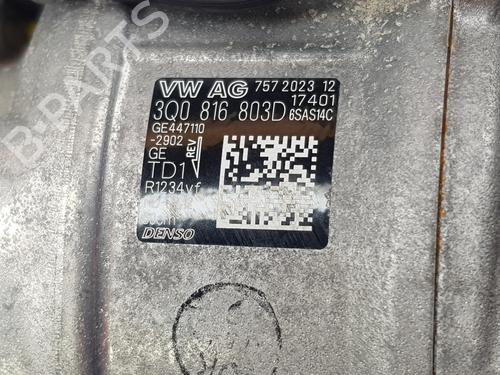 VW AG 757 2023 12
17401
3Q0 816 803D 6SAS14C
GE447110
-2902
GE REV
TD1
R1234yf
DENSO
B-PARTS